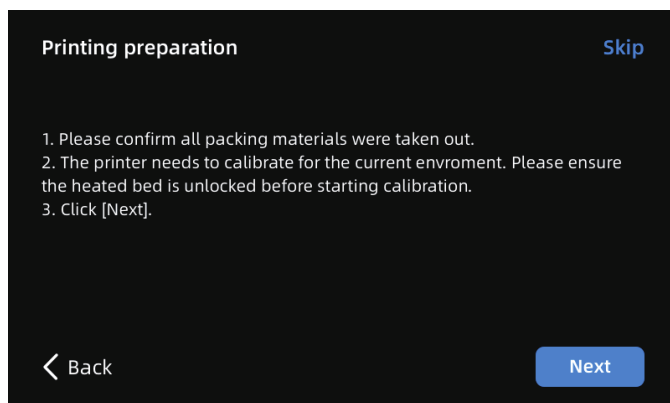 Printing preparation
Skip
1. Please confirm all packing materials were taken out.
2. The printer needs to calibrate for the current enviroment. Please ensure
the heated bed is unlocked before starting calibration.
3. Click [Next].
Back
Next